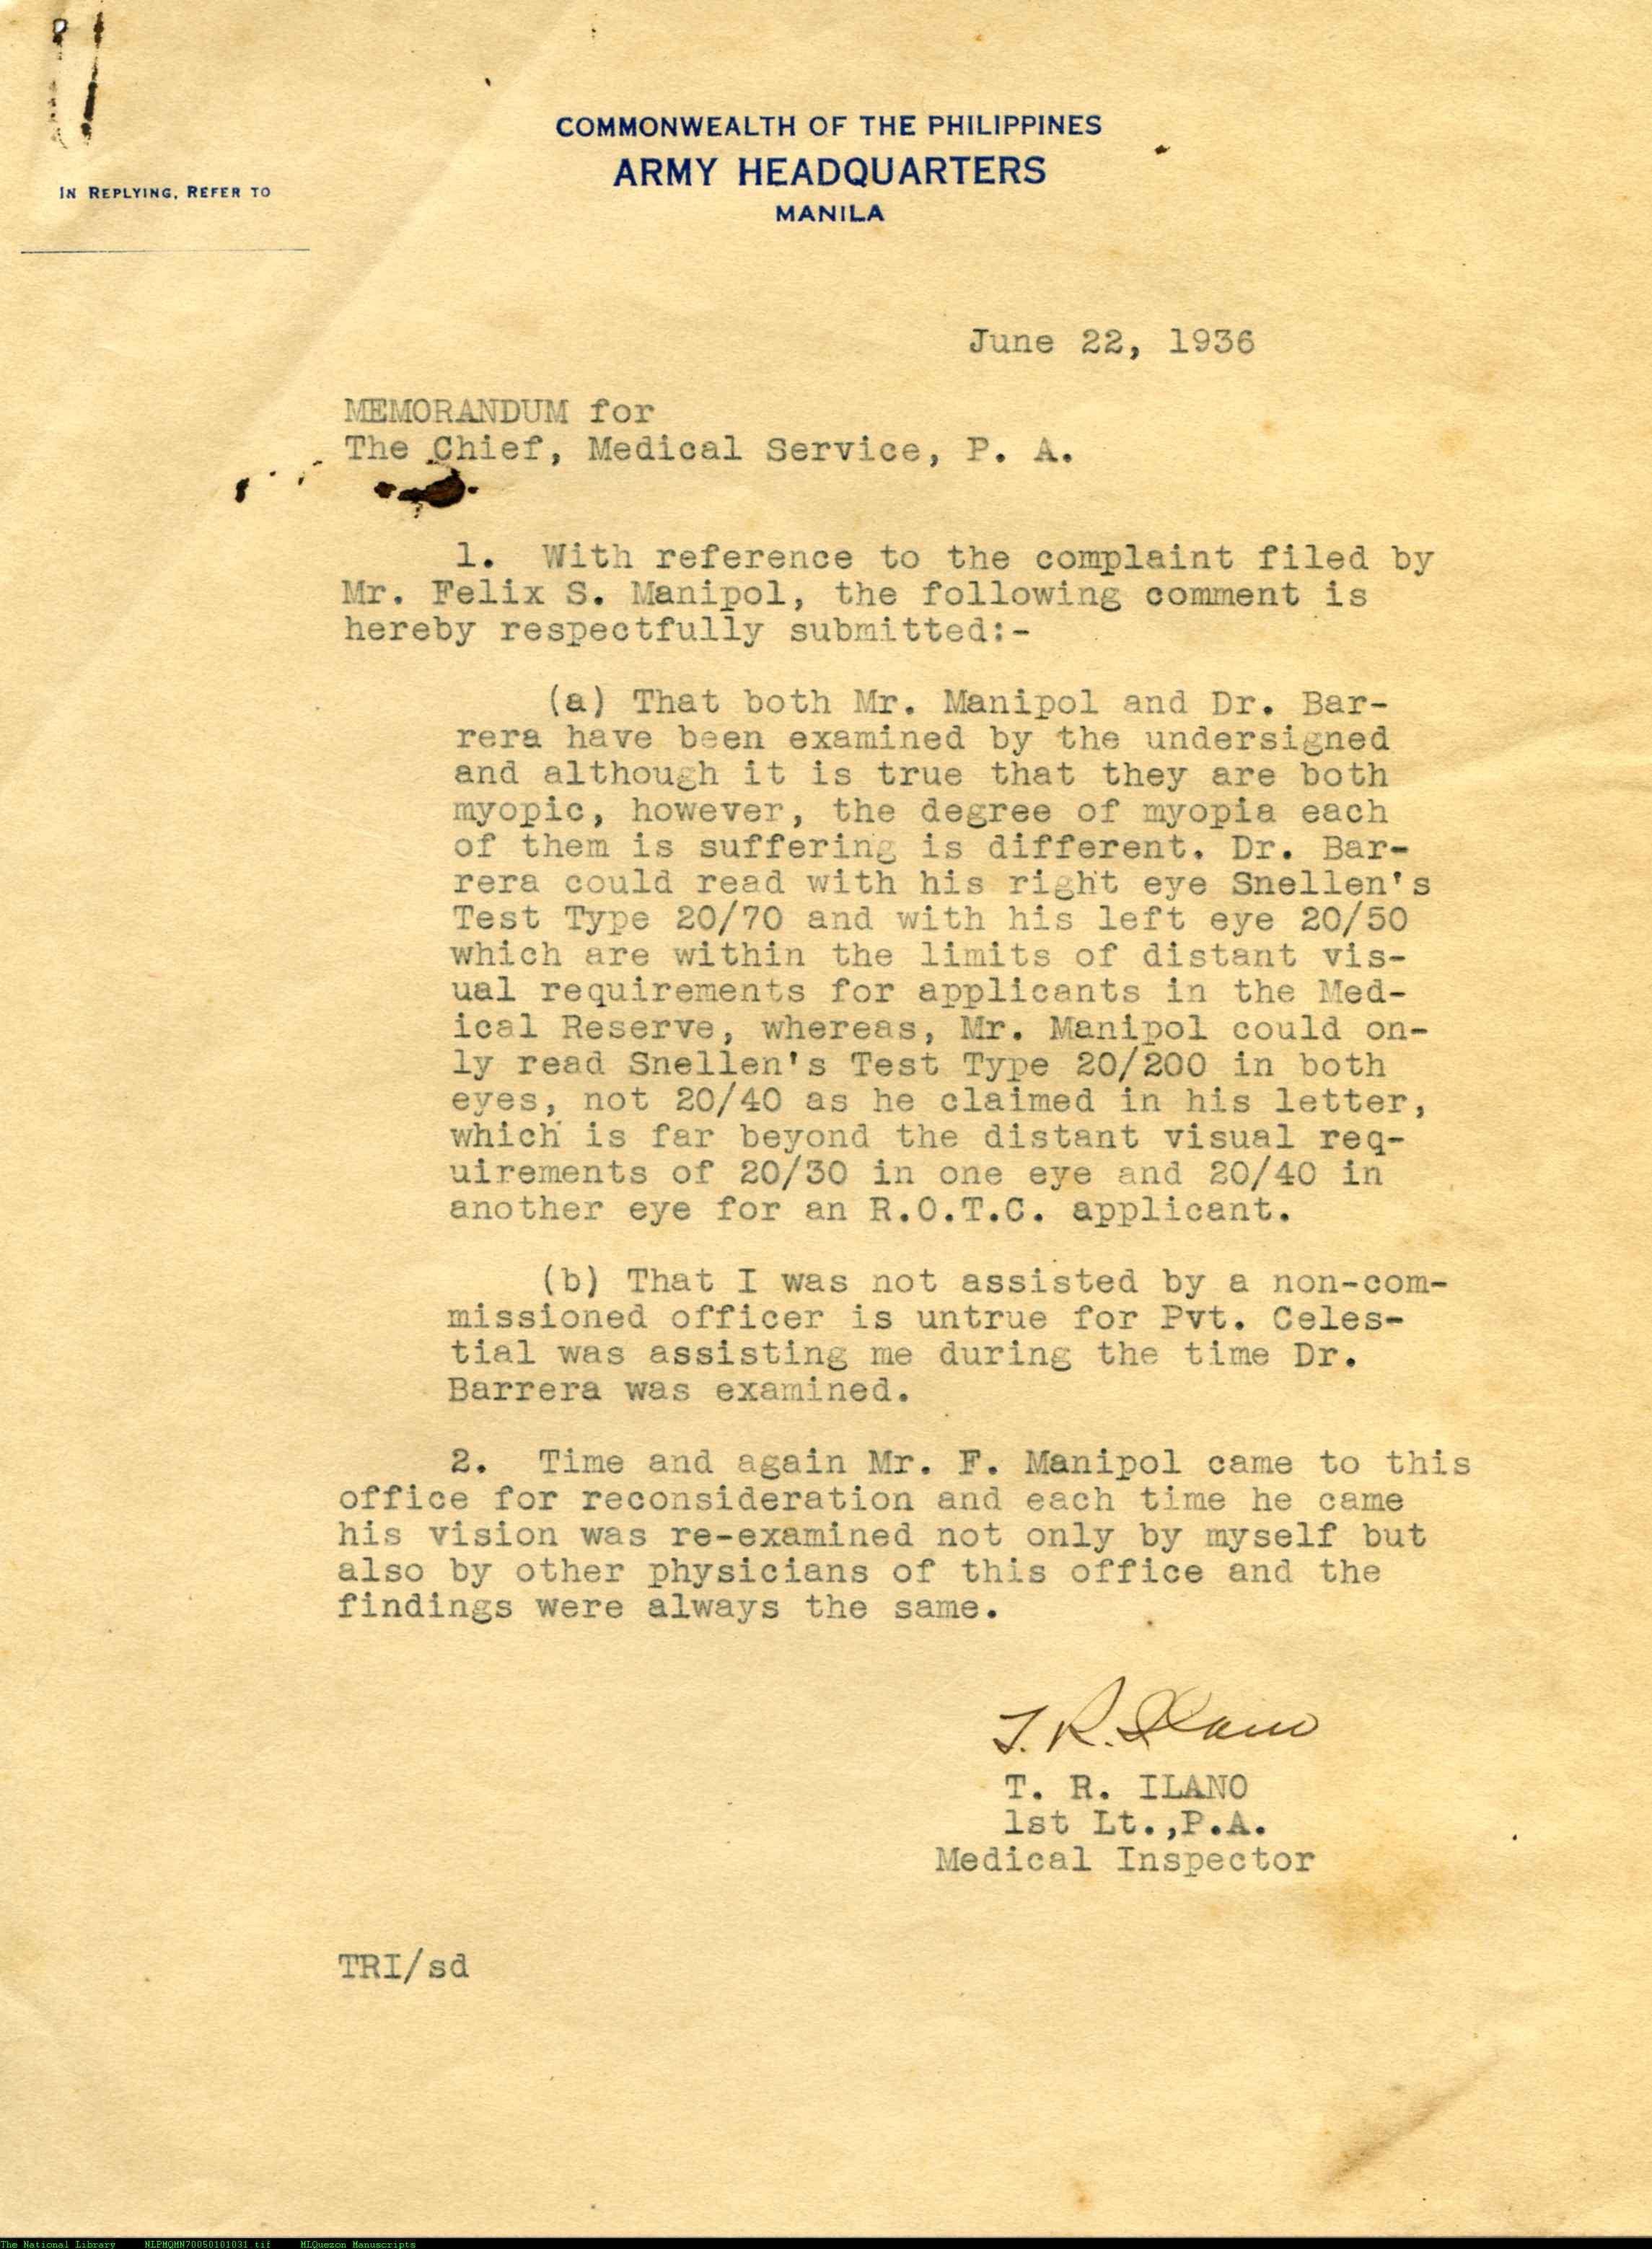 COMMONWEALTH OF THE PHILIPPINES
ARMY HEADQUARTERS
MANILA
IN REPLYING, REFER TO
June 22, 1936
MEMORANDUM for
The Chief, Medical Service, P. A.
1. With reference to the complaint filed by
Mr. Felix S. Manipol, the following comment is
hereby respectfully submitted:-
(a) That both Mr. Manipol and Dr. Bar-
rera have been examined by the undersigned
and although it is true that they are both
myopic, however, the degree of myopia each
of them is suffering is different. Dr. Bar-
rera could read with his right eye Snellen's
Test Type 20/70 and with his left eye 20/50
which are within the limits of distant vis-
ual requirements for applicants in the Med-
ical Reserve, whereas, Mr. Manipol could on-
ly read Snellen's Test Type 20/200 in both
eyes, not 20/40 as he claimed in his letter,
which is far beyond the distant visual req-
uirements of 20/30 in one eye and 20/40 in
another eye for an R.O.T.C. applicant.
(b) That I was not assisted by a non-com-
missioned officer is untrue for Pvt. Celes-
tial was assisting me during the time Dr.
Barrera was examined.
2. Time and again Mr. F. Manipol came to this
office for reconsideration and each time he came
his vision was re-examined not only by myself but
also by other physicians of this office and the
findings were always the same.
T. R. Ilano
T. R. ILANO
1st Lt.,P.A.
Medical Inspector
TRI/sd
The National Library NLPMQMN70050101031.tif MLQuezon Manuscripts